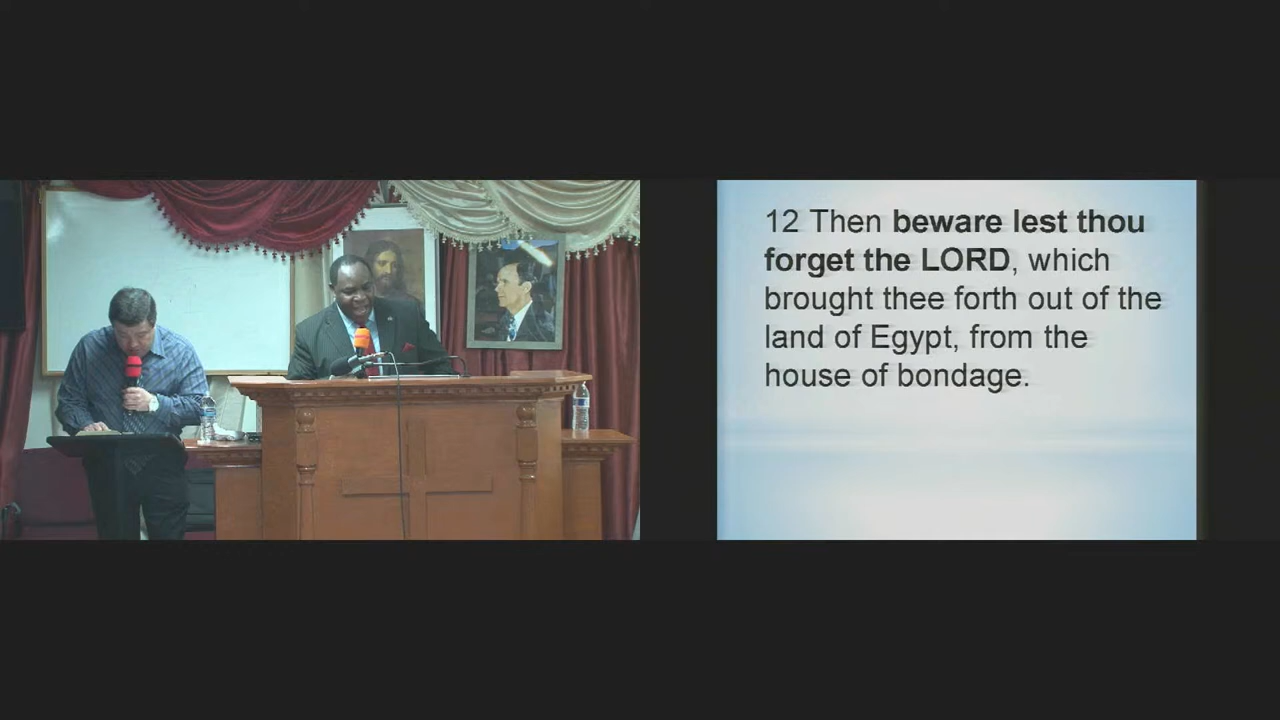 12 Then beware lest thou
forget the LORD, which
brought thee forth out of the
land of Egypt, from the
house of bondage.